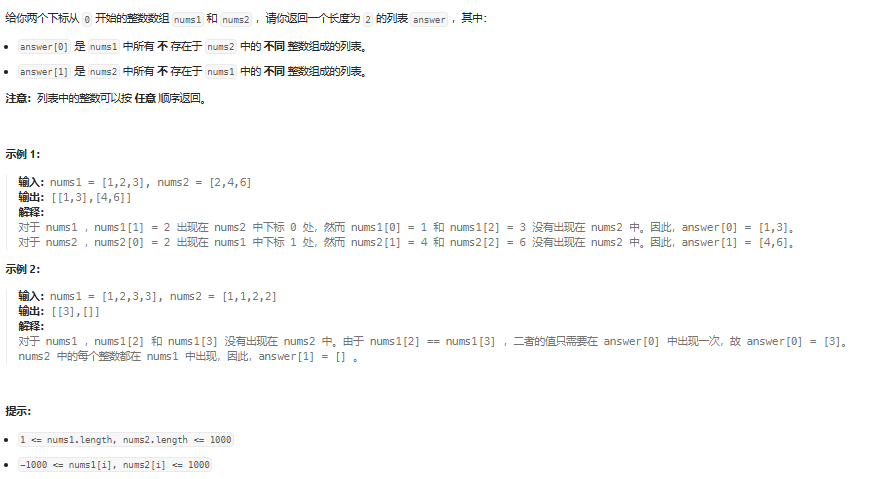 给你两个下标从 0 开始的整数数组 nums1 和 nums2 ，请你返回一个长度为 2 的列表 answer ，其中：
answer[0] 是 nums1 中所有 不 存在于 nums2 中的 不同 整数组成的列表。
answer[1] 是 nums2 中所有 不 存在于 nums1 中的 不同 整数组成的列表。
注意：列表中的整数可以按 任意 顺序返回。
示例 1：
输入：nums1 = [1,2,3], nums2 = [2,4,6]
输出：[[1,3],[4,6]]
解释：
对于 nums1 ，nums1[1] = 2 出现在 nums2 中下标 0 处，然而 nums1[0] = 1 和 nums1[2] = 3 没有出现在 nums2 中。因此，answer[0] = [1,3]。
对于 nums2 ，nums2[0] = 2 出现在 nums1 中下标 1 处，然而 nums2[1] = 4 和 nums2[2] = 6 没有出现在 nums2 中。因此，answer[1] = [4,6]。
示例 2：
输入：nums1 = [1,2,3,3], nums2 = [1,1,2,2]
输出：[[3],[]]
解释：
对于 nums1 ，nums1[2] 和 nums1[3] 没有出现在 nums2 中。由于 nums1[2] == nums1[3] ，二者的值只需要在 answer[0] 中出现一次，故 answer[0] = [3]。
nums2 中的每个整数都在 nums1 中出现，因此，answer[1] = [] 。
提示：
1 <= nums1.length, nums2.length <= 1000
-1000 <= nums1[i], nums2[i] <= 1000